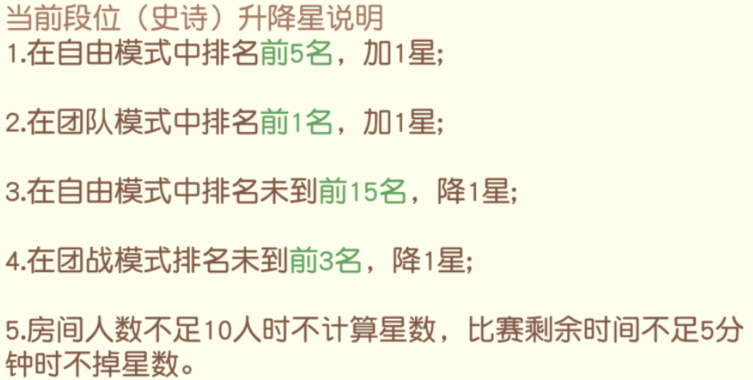 当前段位（史诗）升降星说明
1.在自由模式中排名前5名，加1星;
2.在团队模式中排名前1名，加1星;
3.在自由模式中排名未到前15名，降1星;
4.在团战模式排名未到前3名，降1星;
5.房间人数不足10人时不计算星数，比赛剩余时间不足5分
钟时不掉星数。